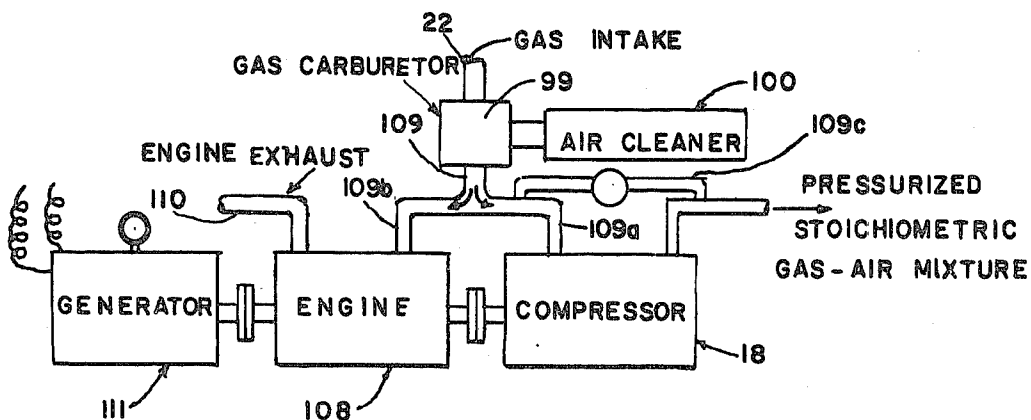 22
GAS INTAKE
GAS CARBURETOR
99
100
109
AIR CLEANER
109c
ENGINE EXHAUST
109b
110
PRESSURIZED
STOICHIOMETRIC
GAS-AIR MIXTURE
109a
GENERATOR
ENGINE
COMPRESSOR
18
111
108